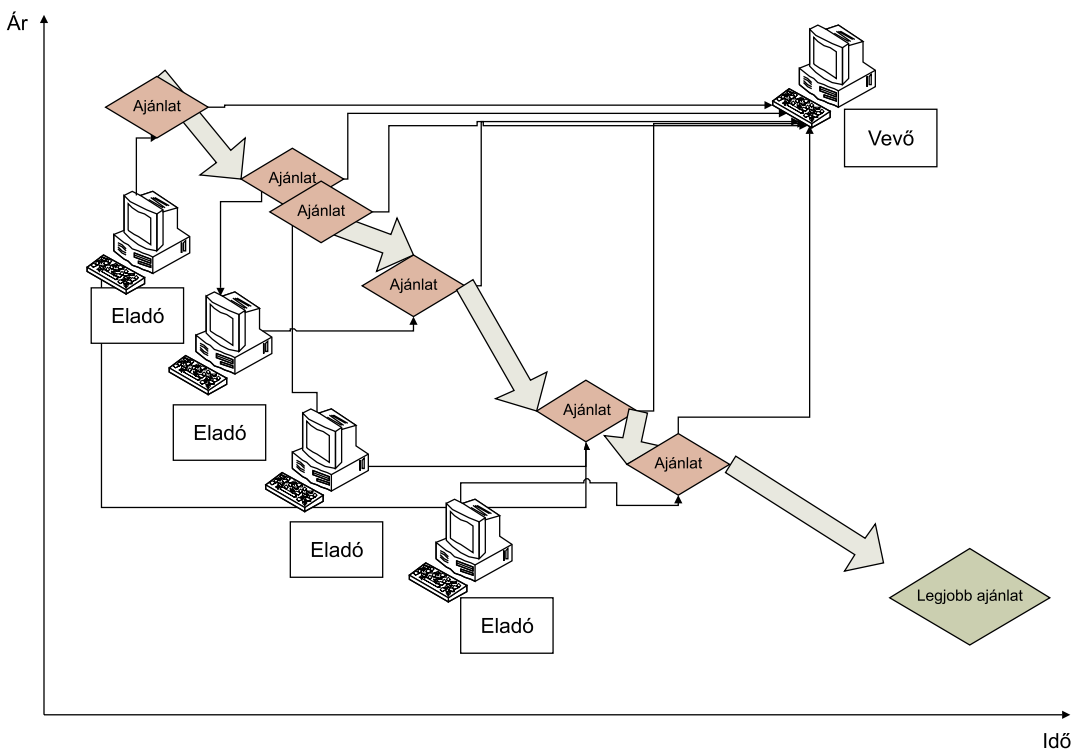 Ár
Ajánlat
Vevő
Ajánlat
Ajánlat
Ajánlat
Eladó
Eladó
Ajánlat
Ajánlat
Eladó
Legjobb ajánlat
Eladó
Idő